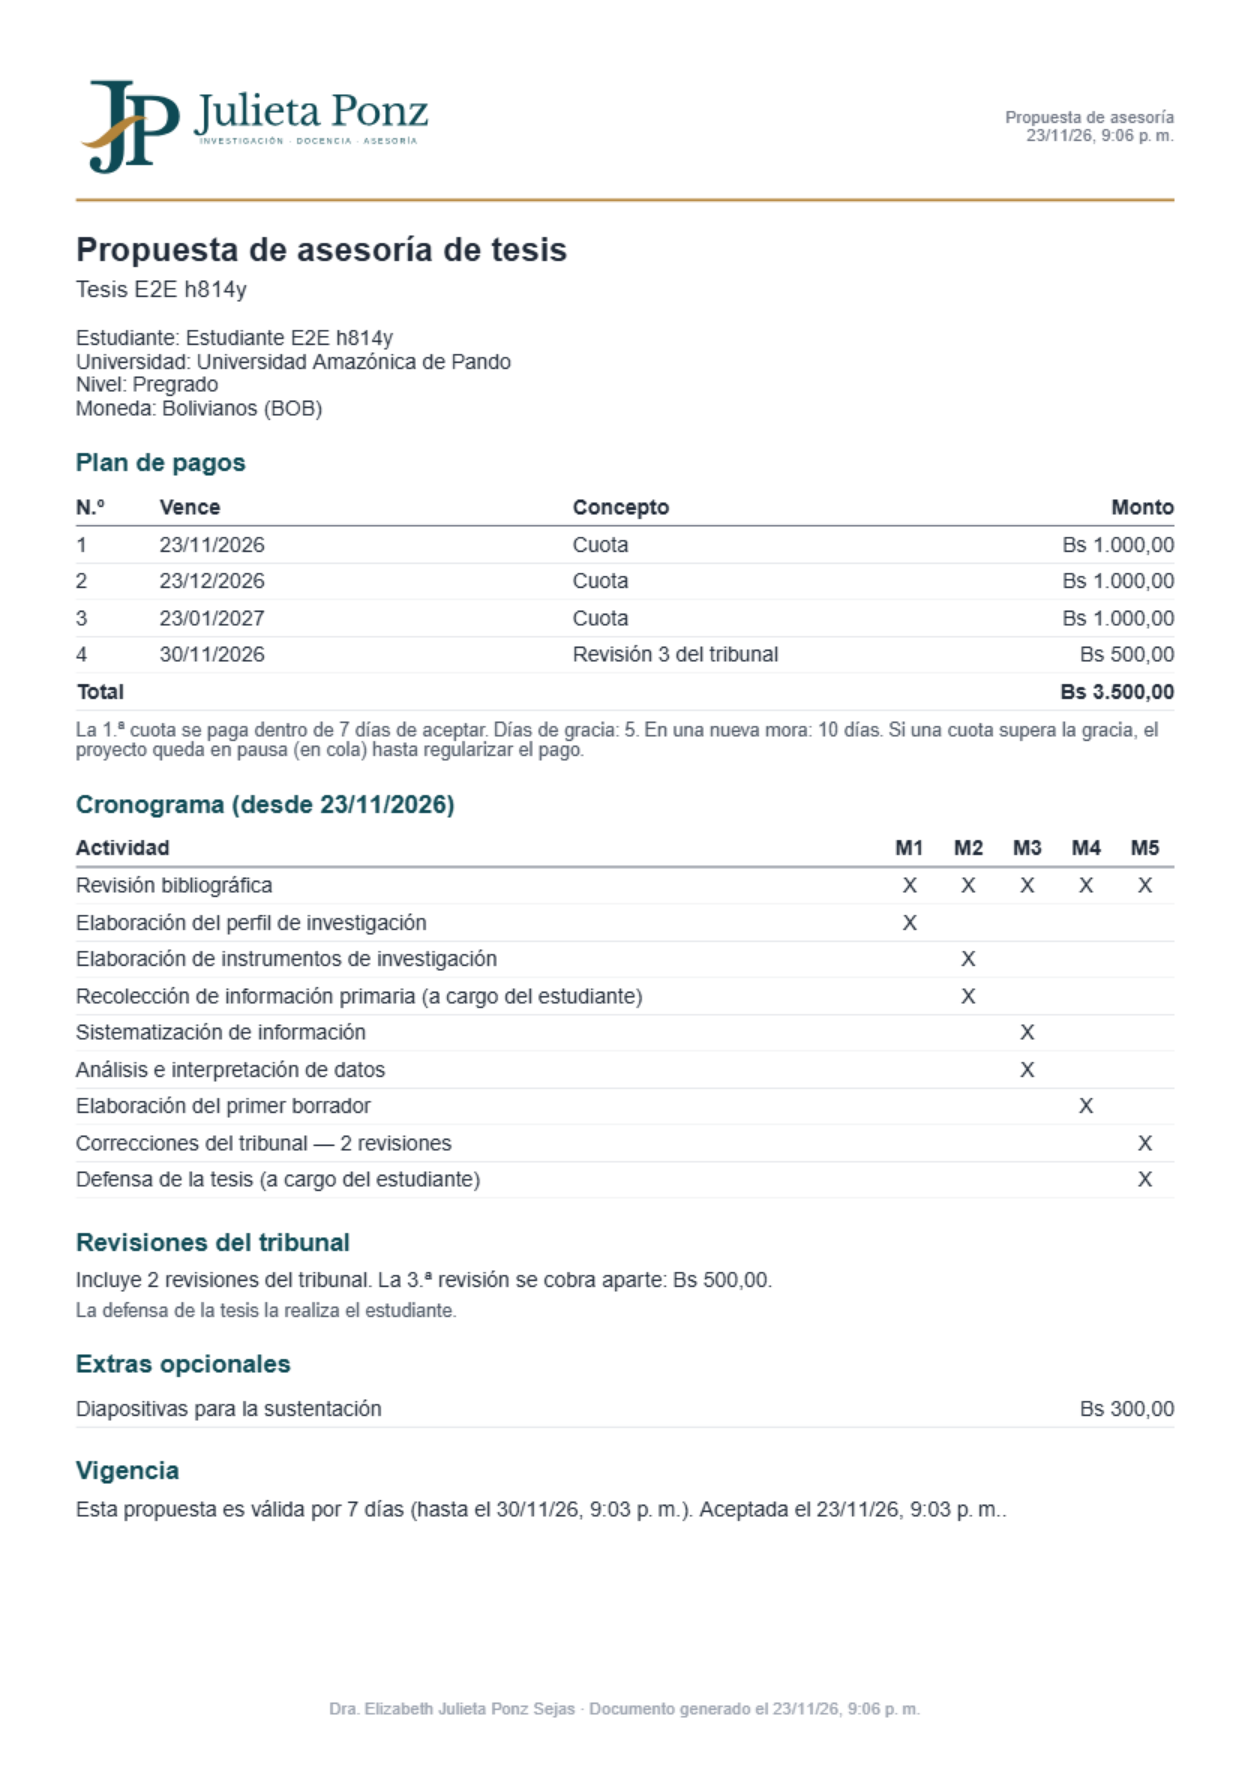 JP Julieta Ponz
INVESTIGACIÓN · DOCENCIA · ASESORÍA
Propuesta de asesoría
23/11/26, 9:06 p. m.
Propuesta de asesoría de tesis
Tesis E2E h814y
Estudiante: Estudiante E2E h814y
Universidad: Universidad Amazónica de Pando
Nivel: Pregrado
Moneda: Bolivianos (BOB)
Plan de pagos
N.º Vence Concepto Monto
1 23/11/2026 Cuota Bs 1.000,00
2 23/12/2026 Cuota Bs 1.000,00
3 23/01/2027 Cuota Bs 1.000,00
4 30/11/2026 Revisión 3 del tribunal Bs 500,00
Total Bs 3.500,00
La 1.ª cuota se paga dentro de 7 días de aceptar. Días de gracia: 5. En una nueva mora: 10 días. Si una cuota supera la gracia, el
proyecto queda en pausa (en cola) hasta regularizar el pago.
Cronograma (desde 23/11/2026)
Actividad M1 M2 M3 M4 M5
Revisión bibliográfica X X X X X
Elaboración del perfil de investigación X
Elaboración de instrumentos de investigación X
Recolección de información primaria (a cargo del estudiante) X
Sistematización de información X
Análisis e interpretación de datos X
Elaboración del primer borrador X
Correcciones del tribunal — 2 revisiones X
Defensa de la tesis (a cargo del estudiante) X
Revisiones del tribunal
Incluye 2 revisiones del tribunal. La 3.ª revisión se cobra aparte: Bs 500,00.
La defensa de la tesis la realiza el estudiante.
Extras opcionales
Diapositivas para la sustentación Bs 300,00
Vigencia
Esta propuesta es válida por 7 días (hasta el 30/11/26, 9:03 p. m.). Aceptada el 23/11/26, 9:03 p. m..
Dra. Elizabeth Julieta Ponz Sejas · Documento generado el 23/11/26, 9:06 p. m.